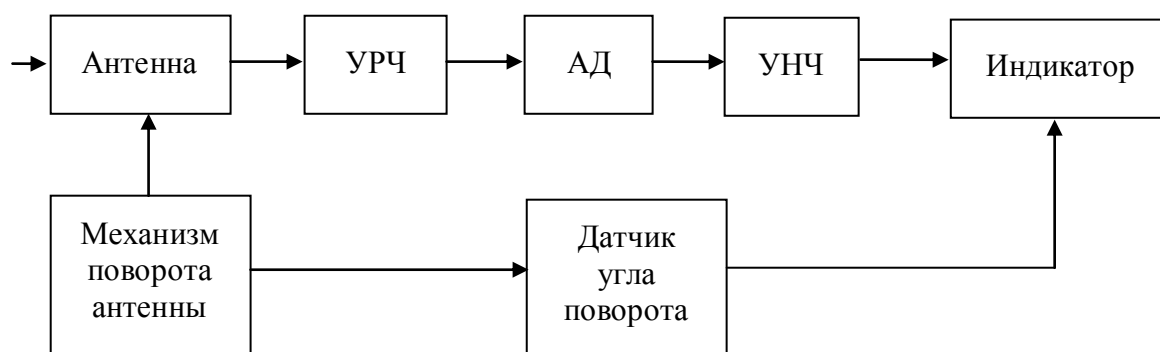 Антенна
УРЧ
АД
УНЧ
Индикатор
Механизм
поворота
антенны
Датчик
угла
поворота